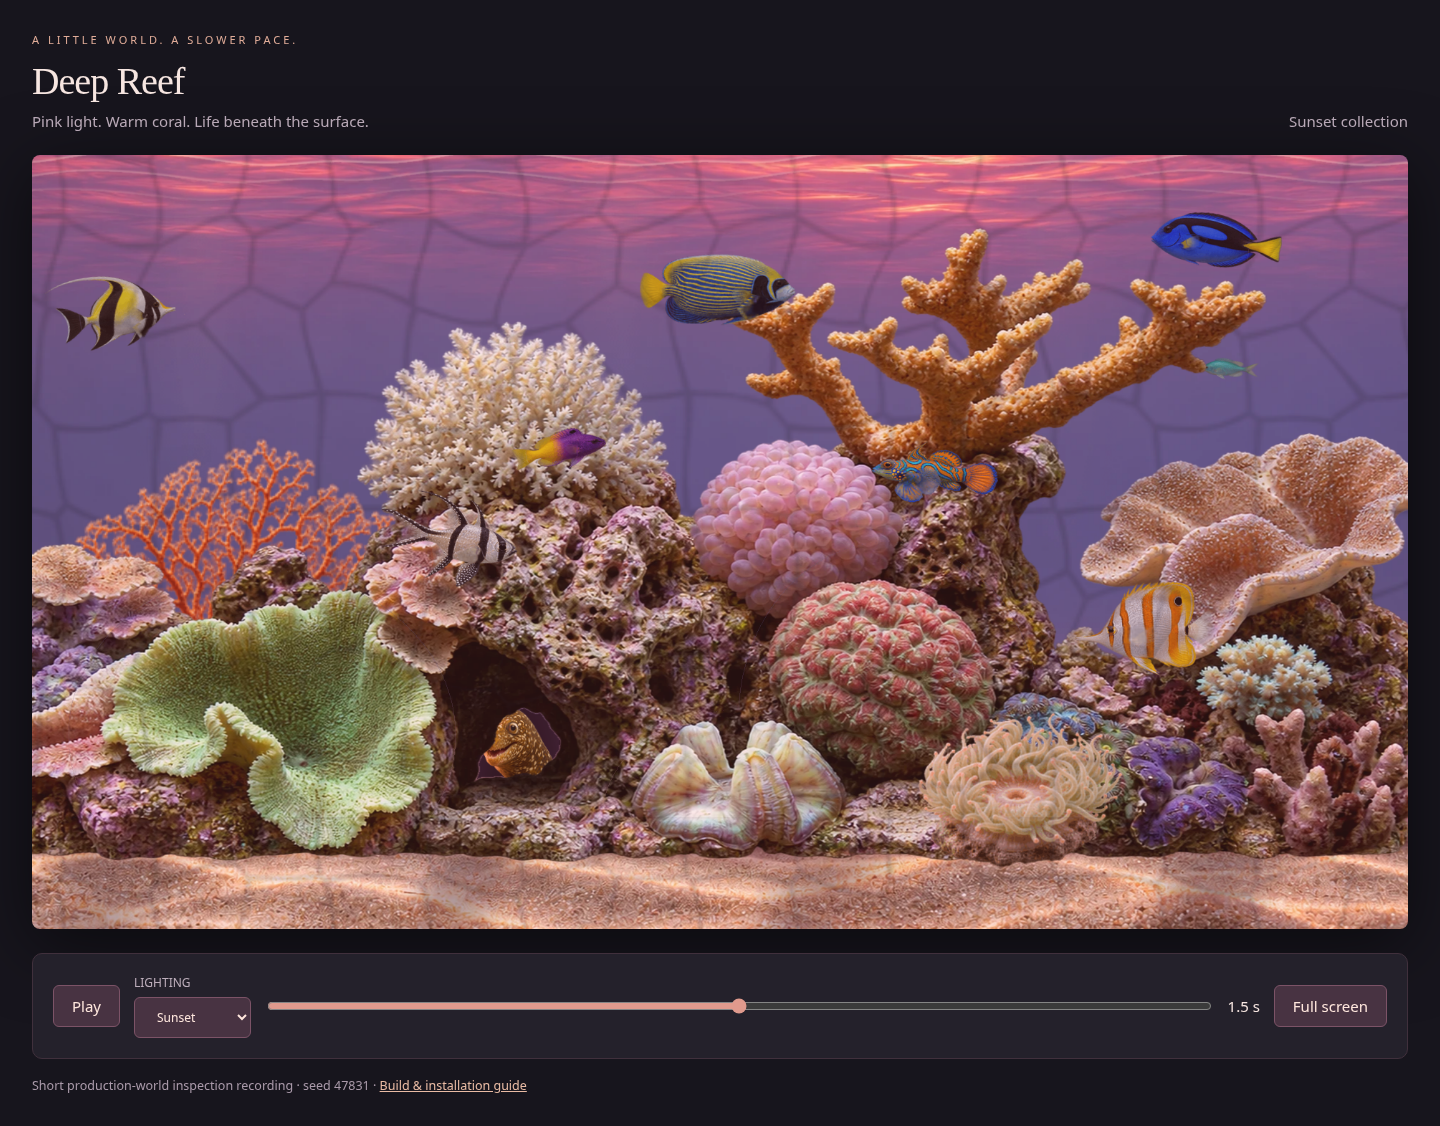 A LITTLE WORLD. A SLOWER PACE.
Deep Reef
Pink light. Warm coral. Life beneath the surface.
Sunset collection
Play
LIGHTING
Sunset
1.5 s
Full screen
Short production-world inspection recording · seed 47831 · Build & installation guide